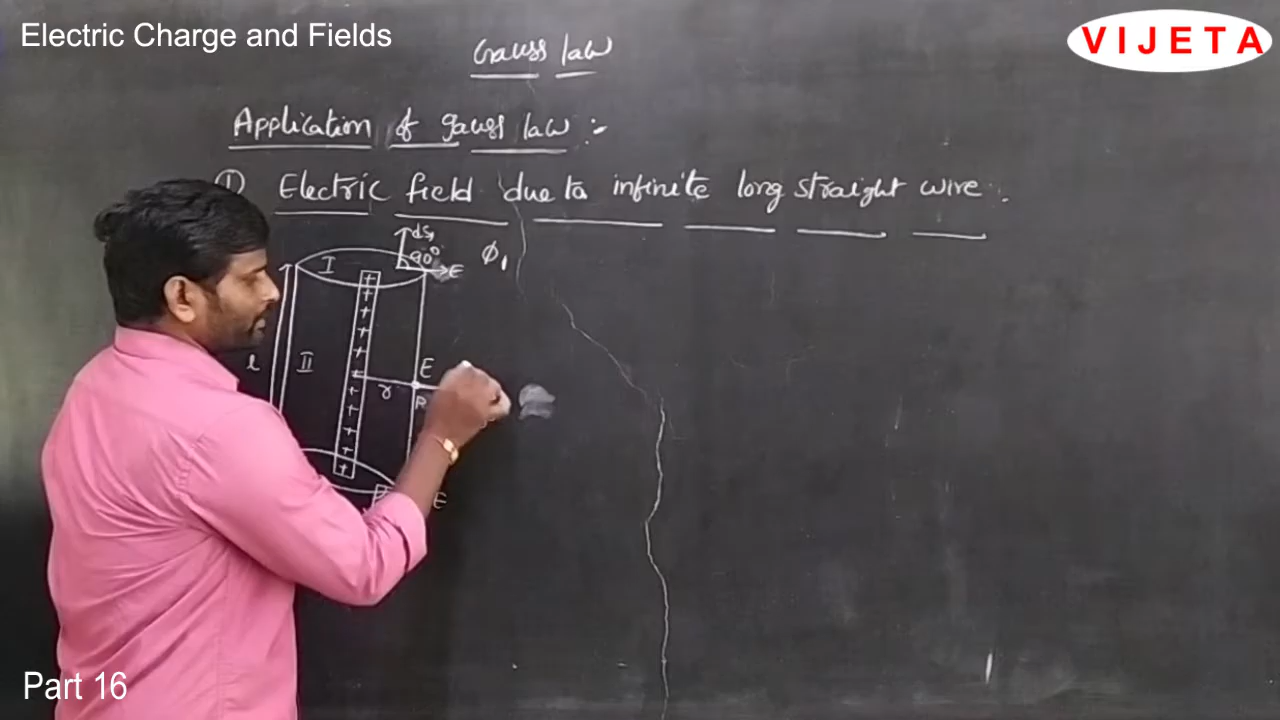 Electric Charge and Fields
VIJETA
Gauss law
Application of gauss law :-
1) Electric field due to infinite long straight wire.
ds₁
90°
E
ϕ₁
I
+
+
+
+
+
l
II
E
r
+
+
+
+
+
E
Part 16